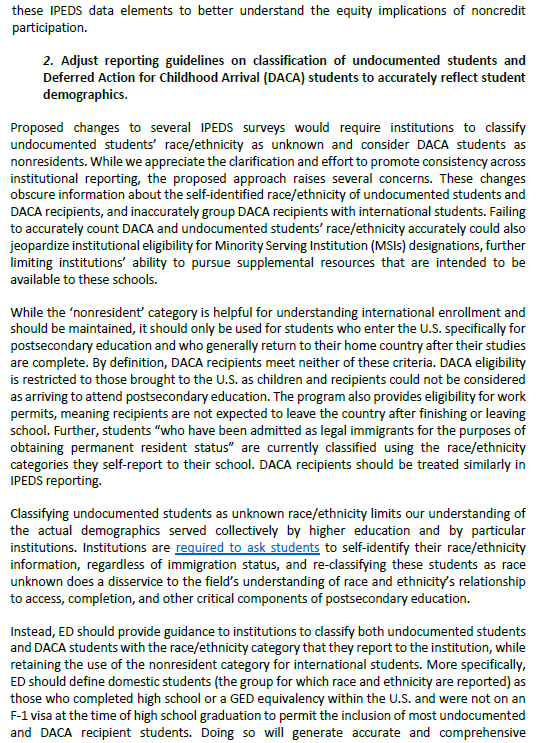 these IPEDS data elements to better understand the equity implications of noncredit
participation.
2. Adjust reporting guidelines on classification of undocumented students and
Deferred Action for Childhood Arrival (DACA) students to accurately reflect student
demographics.
Proposed changes to several IPEDS surveys would require institutions to classify
undocumented students' race/ethnicity as unknown and consider DACA students as
nonresidents. While we appreciate the clarification and effort to promote consistency across
institutional reporting, the proposed approach raises several concerns. These changes
obscure information about the self-identified race/ethnicity of undocumented students and
DACA recipients, and inaccurately group DACA recipients with international students. Failing
to accurately count DACA and undocumented students' race/ethnicity accurately could also
jeopardize institutional eligibility for Minority Serving Institution (MSIs) designations, further
limiting institutions' ability to pursue supplemental resources that are intended to be
available to these schools.
While the 'nonresident' category is helpful for understanding international enrollment and
should be maintained, it should only be used for students who enter the U.S. specifically for
postsecondary education and who generally return to their home country after their studies
are complete. By definition, DACA recipients meet neither of these criteria. DACA eligibility
is restricted to those brought to the U.S. as children and recipients could not be considered
as arriving to attend postsecondary education. The program also provides eligibility for work
permits, meaning recipients are not expected to leave the country after finishing or leaving
school. Further, students "who have been admitted as legal immigrants for the purposes of
obtaining permanent resident status" are currently classified using the race/ethnicity
categories they self-report to their school. DACA recipients should be treated similarly in
IPEDS reporting.
Classifying undocumented students as unknown race/ethnicity limits our understanding of
the actual demographics served collectively by higher education and by particular
institutions. Institutions are required to ask students to self-identify their race/ethnicity
information, regardless of immigration status, and re-classifying these students as race
unknown does a disservice to the field's understanding of race and ethnicity's relationship
to access, completion, and other critical components of postsecondary education.
Instead, ED should provide guidance to institutions to classify both undocumented students
and DACA students with the race/ethnicity category that they report to the institution, while
retaining the use of the nonresident category for international students. More specifically,
ED should define domestic students (the group for which race and ethnicity are reported) as
those who completed high school or a GED equivalency within the U.S. and were not on an
F-1 visa at the time of high school graduation to permit the inclusion of most undocumented
and DACA recipient students. Doing so will generate accurate and comprehensive